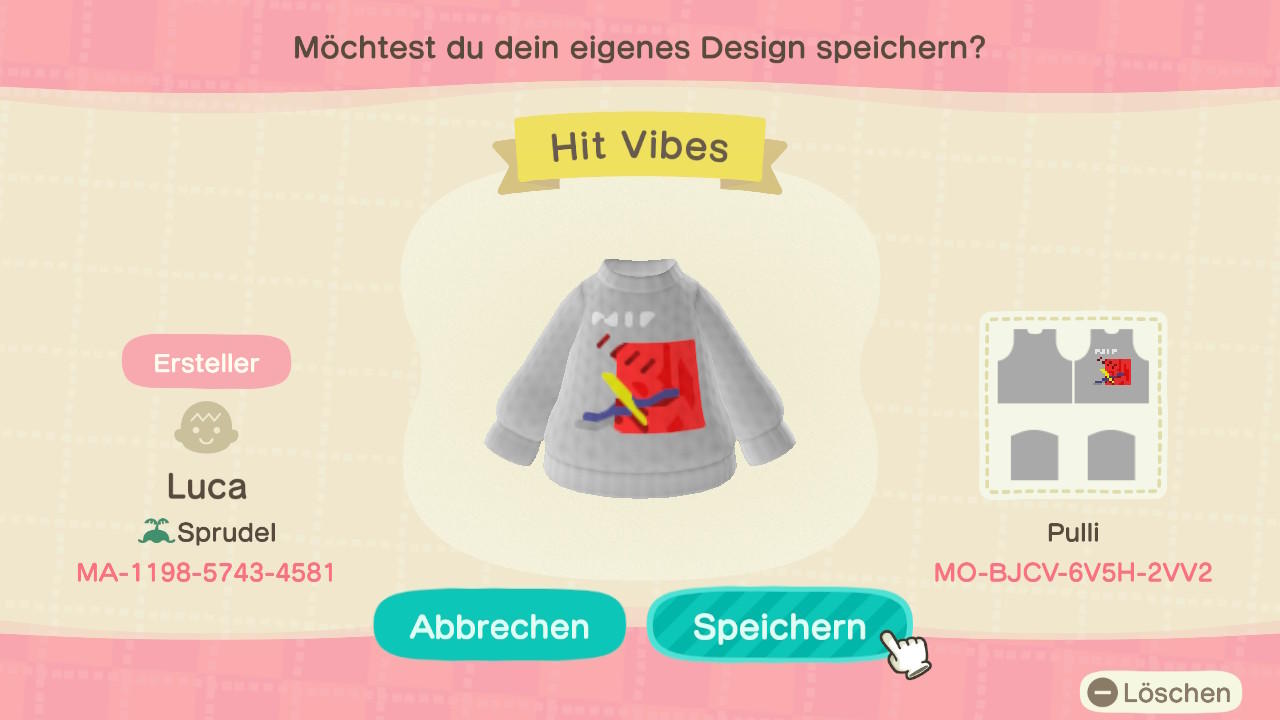 Möchtest du dein eigenes Design speichern?
Hit Vibes
Ersteller
Luca
Sprudel
MA-1198-5743-4581
Pulli
MO-BJCV-6V5H-2VV2
Abbrechen
Speichern
Löschen